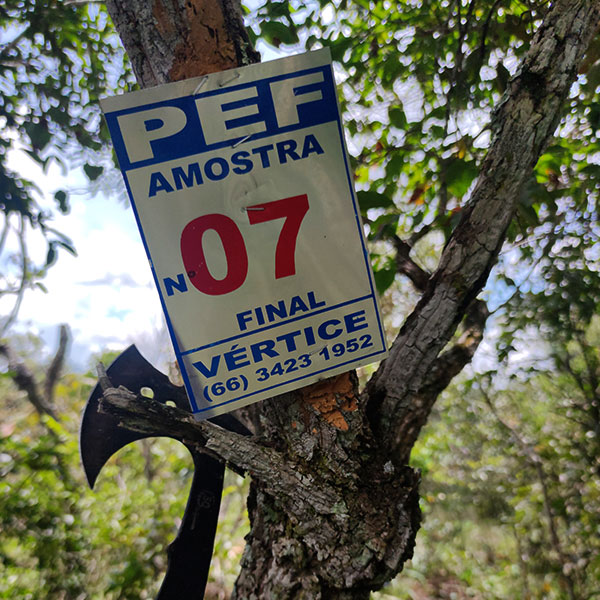 PEF
AMOSTRA
Nº 07
FINAL
VÉRTICE
(66) 3423 1952